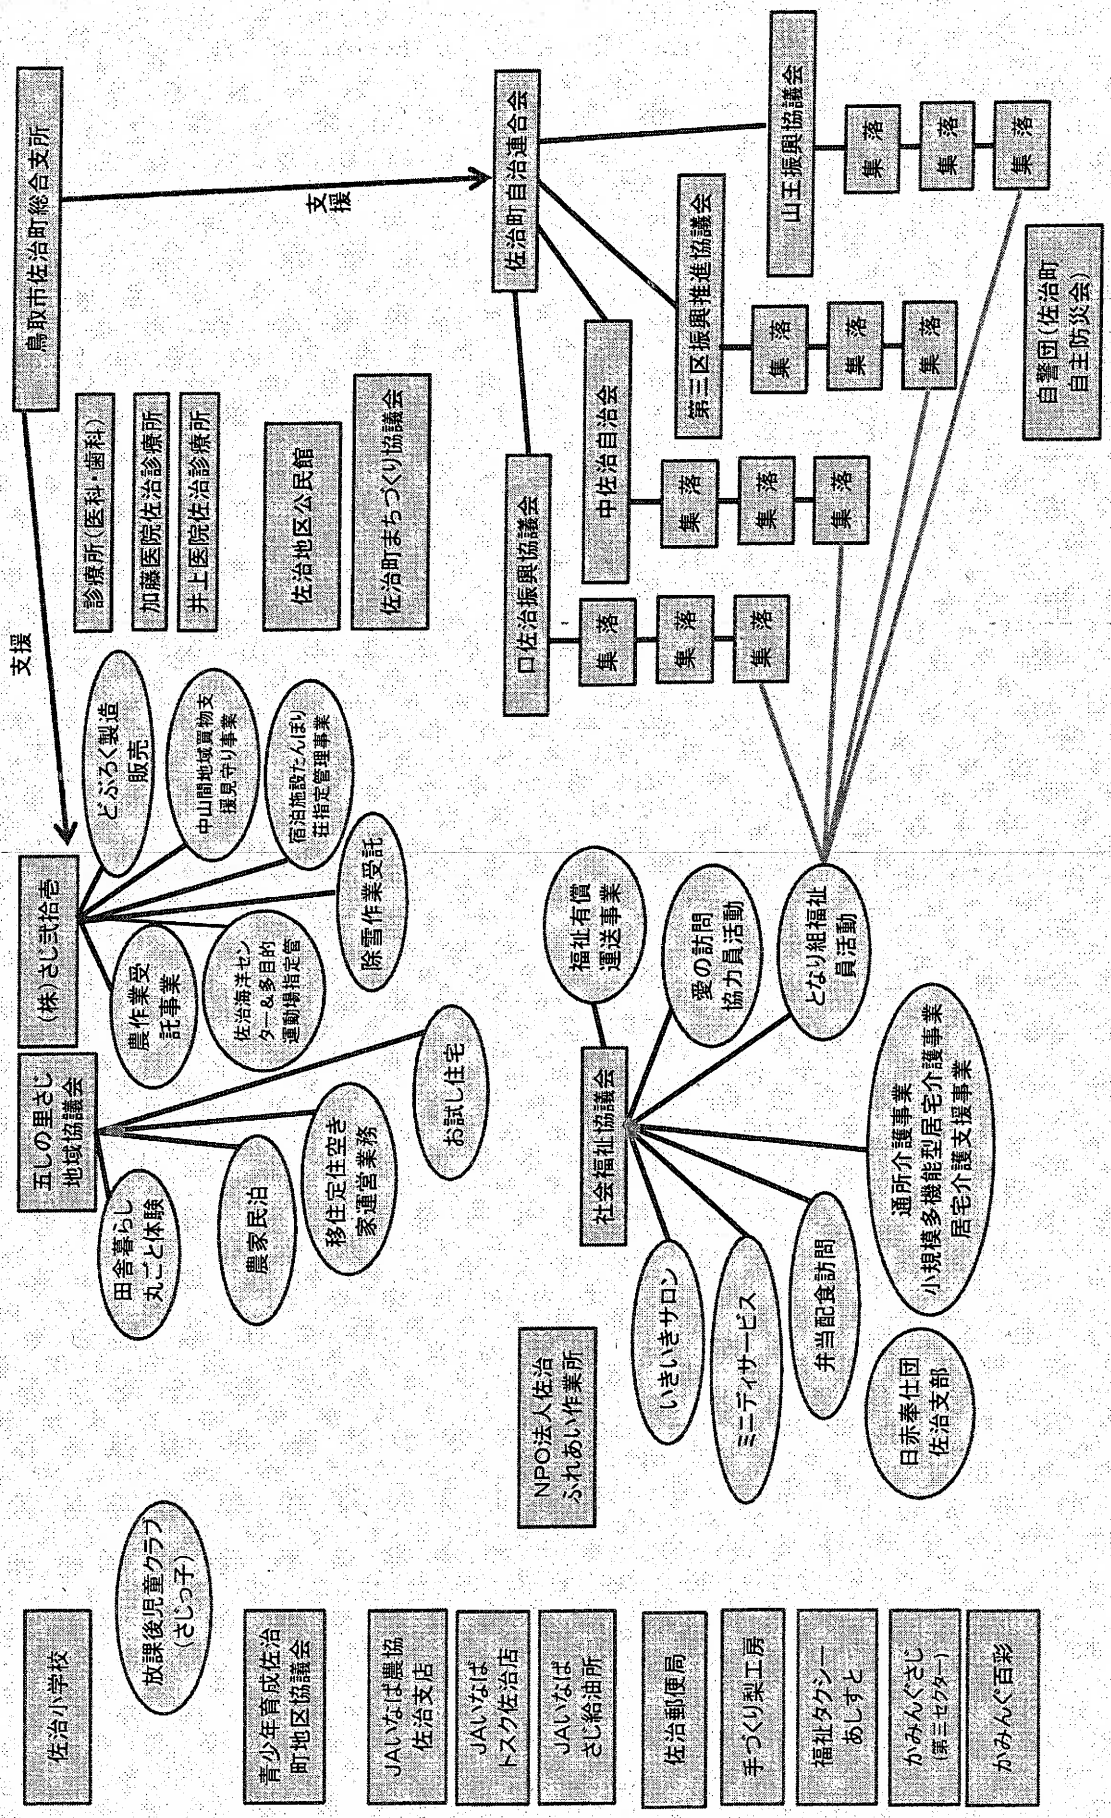 佐治小学校
放課後児童クラブ
（さじっ子）
青少年育成佐治
町地区協議会
JAいなば農協
佐治支店
JAいなば
トスク佐治店
JAいなば
さじ給油所
佐治郵便局
手づくり梨工房
福祉タクシー
あしすと
かみんぐさじ
（第三セクター）
かみんぐ百彩
五しの里さじ
地域協議会
田舎暮らし
丸ごと体験
農家民泊
移住定住空き
家運営業務
お試し住宅
（株）さじ弐拾壱
農作業受
託事業
佐治海洋セン
ター＆多目的
運動場指定管
除雪作業受託
どぶろく製造
販売
中山間地域買物支
援見守り事業
宿泊施設たんぽり
荘指定管理事業
支援
鳥取市佐治町総合支所
診療所（医科・歯科）
加藤医院佐治診療所
井上医院佐治診療所
佐治地区公民館
佐治町まちづくり協議会
支援
NPO法人佐治
ふれあい作業所
社会福祉協議会
いきいきサロン
ミニデイサービス
弁当配食訪問
日赤奉仕団
佐治支部
通所介護事業
小規模多機能型居宅介護事業
居宅介護支援事業
福祉有償
運送事業
愛の訪問
協力員活動
となり組福祉
員活動
佐治町自治連合会
口佐治振興協議会
集落
集落
集落
中佐治自治会
集落
集落
集落
第三区振興推進協議会
集落
集落
集落
山王振興協議会
集落
集落
集落
自警団（佐治町
自主防災会）